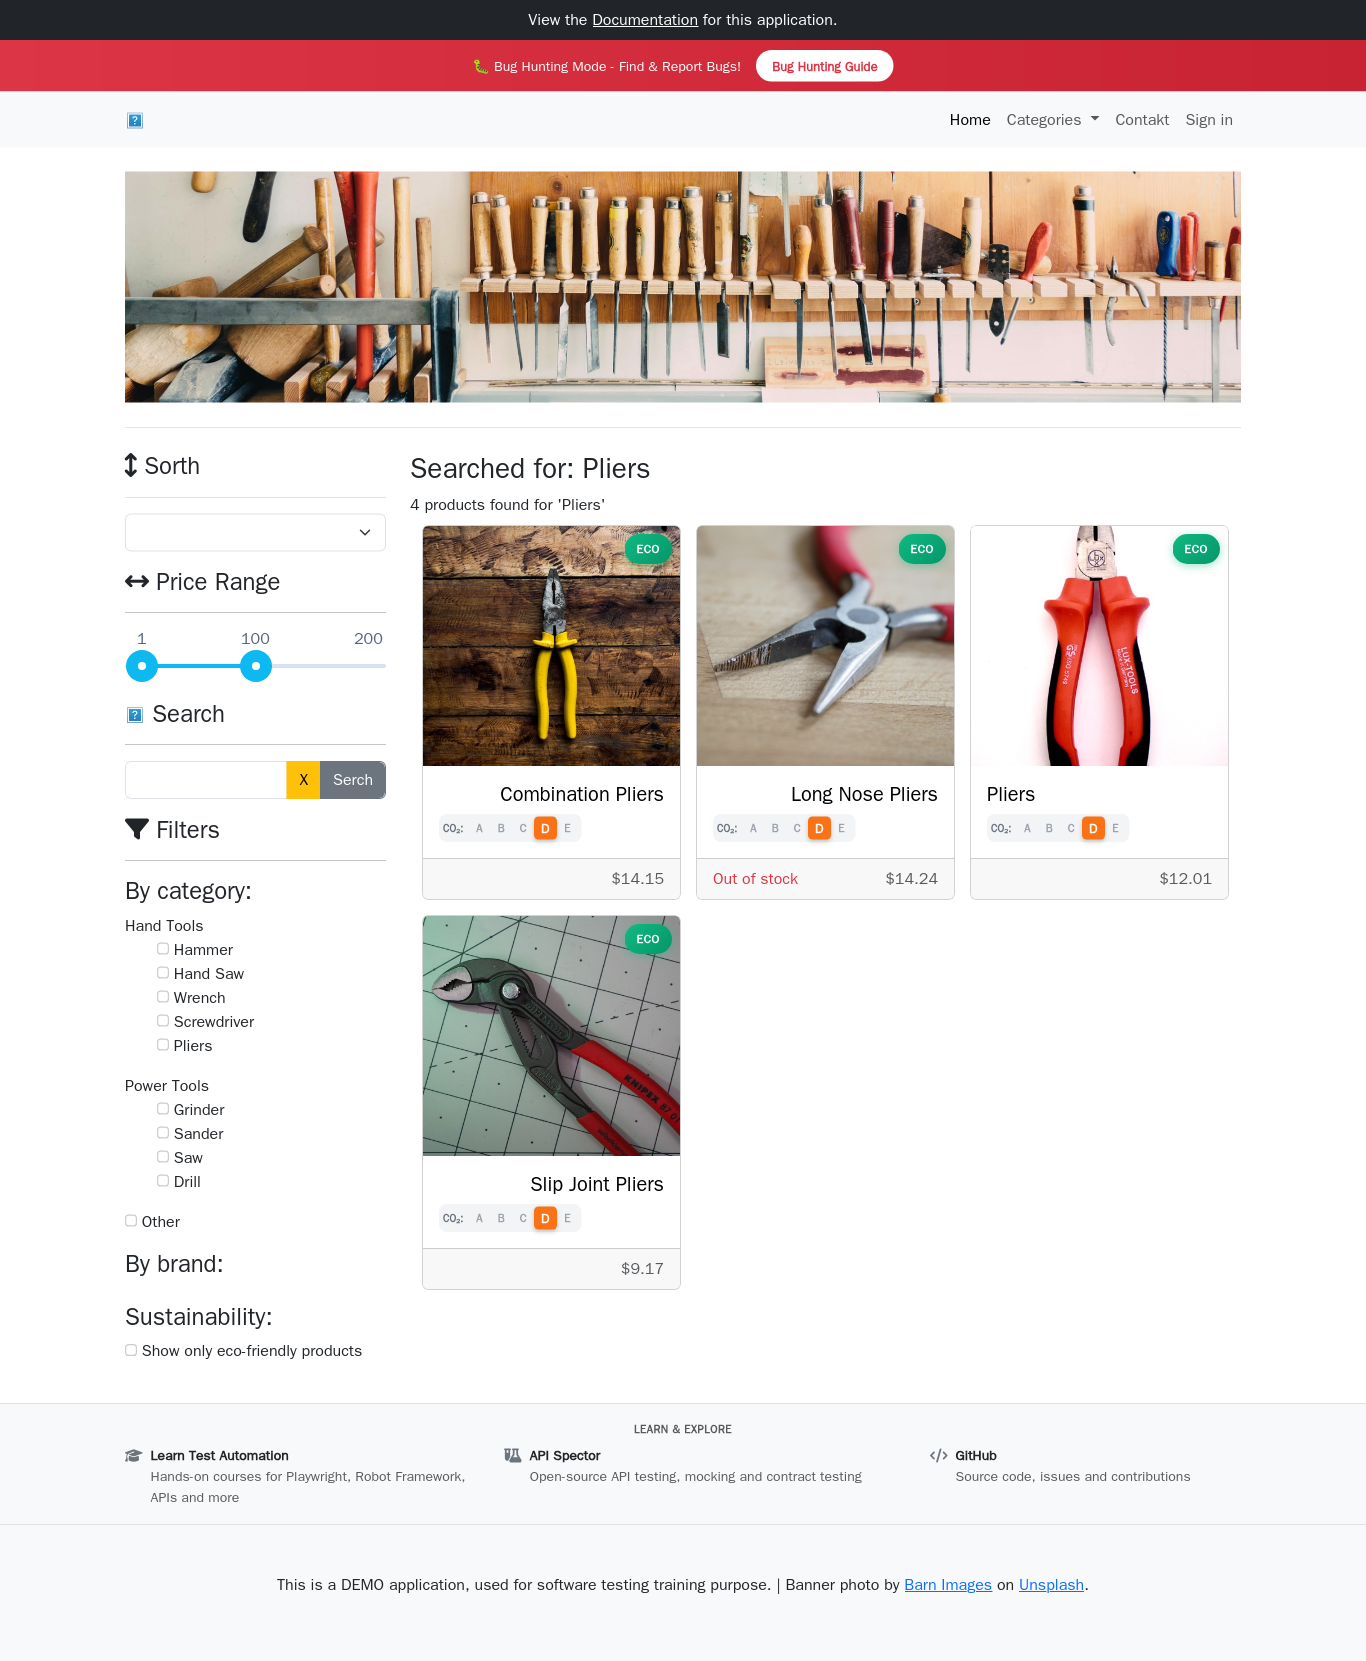 View the Documentation for this application.
🐛 Bug Hunting Mode - Find & Report Bugs! Bug Hunting Guide
Home Categories Contakt Sign in
Sorth
Price Range
1 100 200
Search
X Serch
Filters
By category:
Hand Tools
Hammer
Hand Saw
Wrench
Screwdriver
Pliers
Power Tools
Grinder
Sander
Saw
Drill
Other
By brand:
Sustainability:
Show only eco-friendly products
Searched for: Pliers
4 products found for 'Pliers'
ECO
Combination Pliers
CO₂: A B C D E
$14.15
ECO
Long Nose Pliers
CO₂: A B C D E
Out of stock $14.24
ECO
LUX-TOOLS
Pliers
CO₂: A B C D E
$12.01
ECO
KNIPEX
Slip Joint Pliers
CO₂: A B C D E
$9.17
LEARN & EXPLORE
Learn Test Automation
Hands-on courses for Playwright, Robot Framework,
APIs and more
API Spector
Open-source API testing, mocking and contract testing
GitHub
Source code, issues and contributions
This is a DEMO application, used for software testing training purpose. | Banner photo by Barn Images on Unsplash.